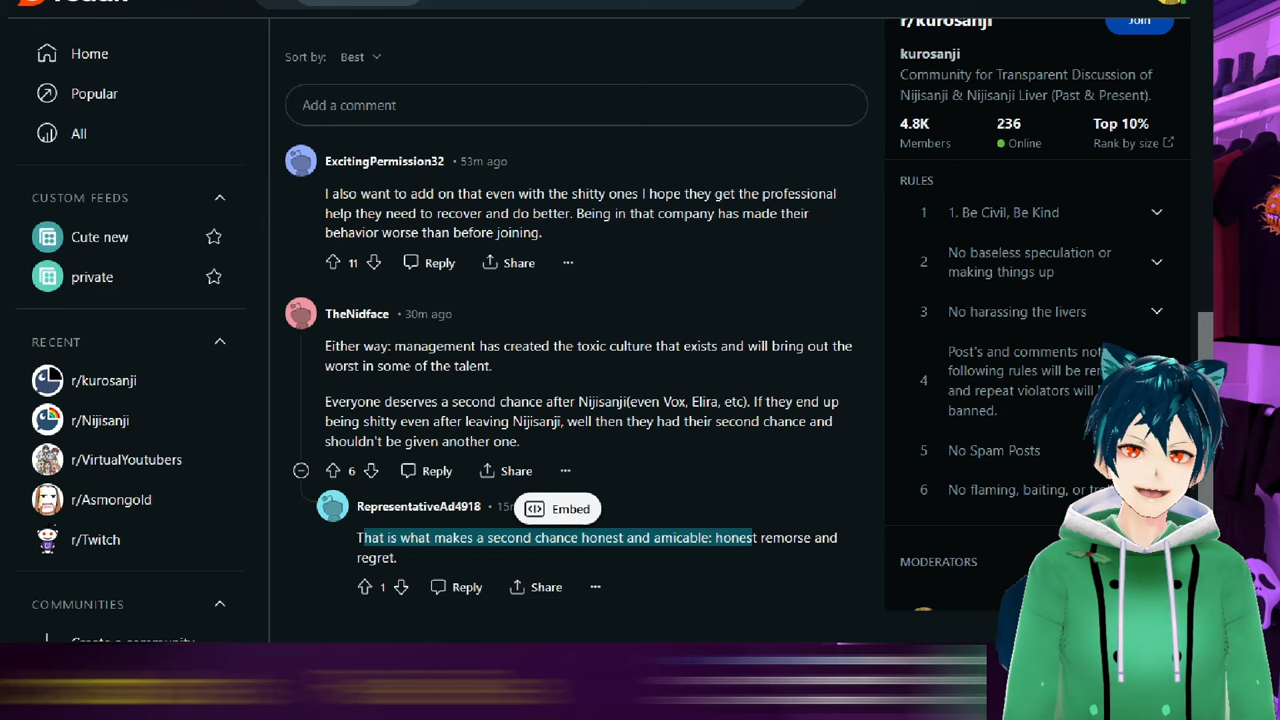 Home
Popular
All
CUSTOM FEEDS
Cute new
private
RECENT
r/kurosanji
r/Nijisanji
r/VirtualYoutubers
r/Asmongold
r/Twitch
COMMUNITIES
Create a community
Sort by: Best
Add a comment
ExcitingPermission32 • 53m ago
I also want to add on that even with the shitty ones I hope they get the professional
help they need to recover and do better. Being in that company has made their
behavior worse than before joining.
11 Reply Share
TheNidface • 30m ago
Either way: management has created the toxic culture that exists and will bring out the
worst in some of the talent.
Everyone deserves a second chance after Nijisanji(even Vox, Elira, etc). If they end up
being shitty even after leaving Nijisanji, well then they had their second chance and
shouldn't be given another one.
6 Reply Share
RepresentativeAd4918 • 15
Embed
That is what makes a second chance honest and amicable: honest remorse and
regret.
1 Reply Share
r/kurosanji
Join
kurosanji
Community for Transparent Discussion of
Nijisanji & Nijisanji Liver (Past & Present).
4.8K 236 Top 10%
Members Online Rank by size
RULES
1 1. Be Civil, Be Kind
2 No baseless speculation or
making things up
3 No harassing the livers
Post's and comments not
following rules will be
4 and repeat violators will
banned.
5 No Spam Posts
6 No flaming, baiting, or
MODERATORS